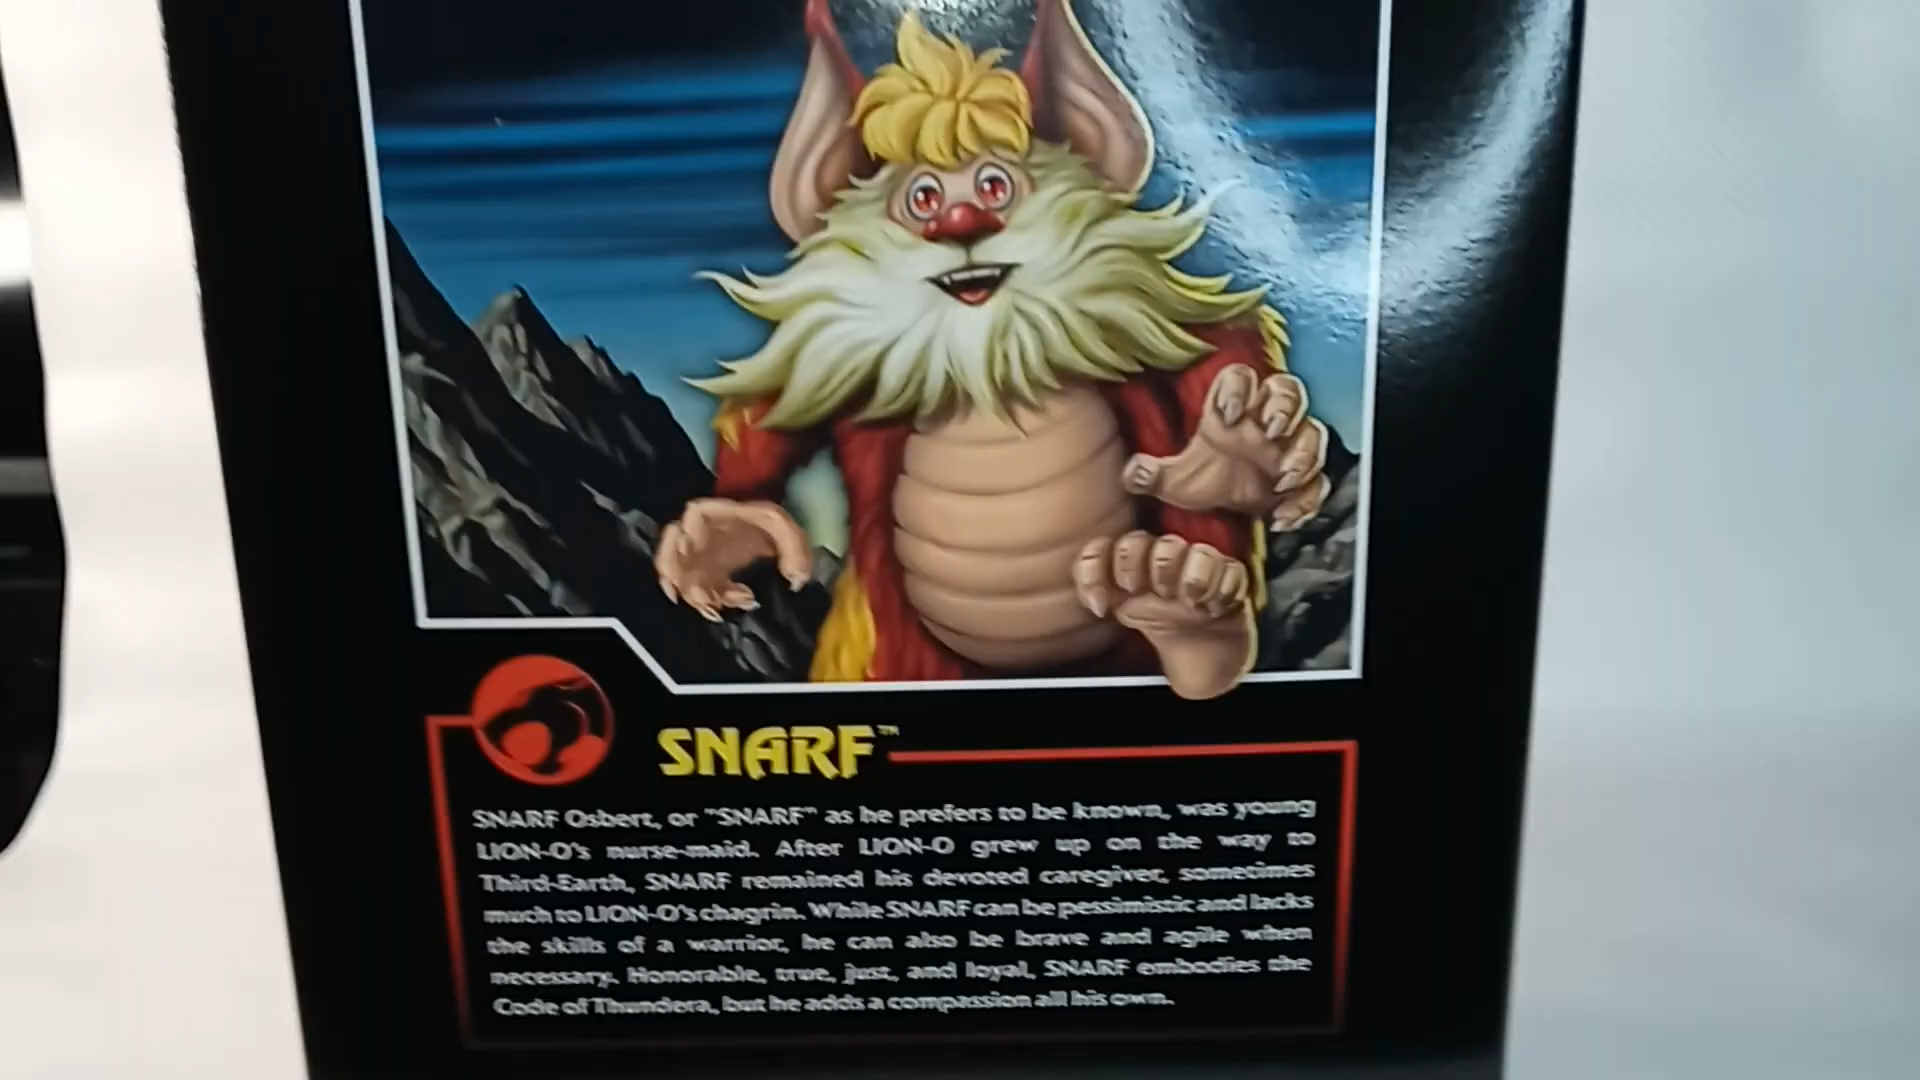 SNARF™
SNARF Osbert, or "SNARF" as he prefers to be known, was young
LION-O's nurse-maid. After LION-O grew up on the way to
Third-Earth, SNARF remained his devoted caregiver, sometimes
much to LION-O's chagrin. While SNARF can be pessimistic and lacks
the skills of a warrior, he can also be brave and agile when
necessary. Honorable, true, just, and loyal, SNARF embodies the
Code of Thundera, but he adds a compassion all his own.